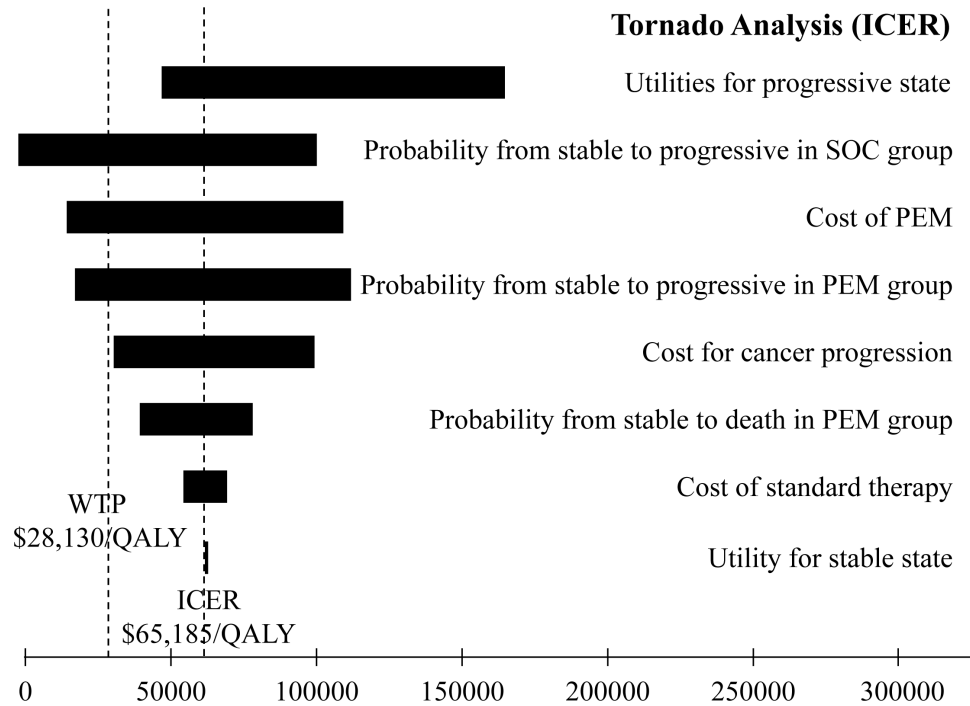 Tornado Analysis (ICER)
Utilities for progressive state
Probability from stable to progressive in SOC group
Cost of PEM
Probability from stable to progressive in PEM group
Cost for cancer progression
Probability from stable to death in PEM group
Cost of standard therapy
WTP
$28,130/QALY
Utility for stable state
ICER
$65,185/QALY
0 50000 100000 150000 200000 250000 300000